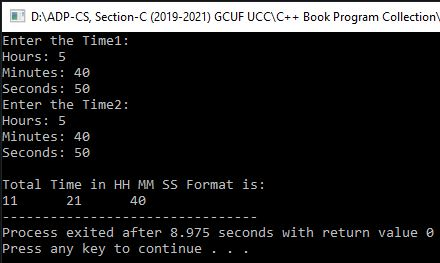 D:\ADP-CS, Section-C (2019-2021) GCUF UCC\C++ Book Program Collection\
Enter the Time1:
Hours: 5
Minutes: 40
Seconds: 50
Enter the Time2:
Hours: 5
Minutes: 40
Seconds: 50
Total Time in HH MM SS Format is:
11      21      40
--------------------------------
Process exited after 8.975 seconds with return value 0
Press any key to continue . . .